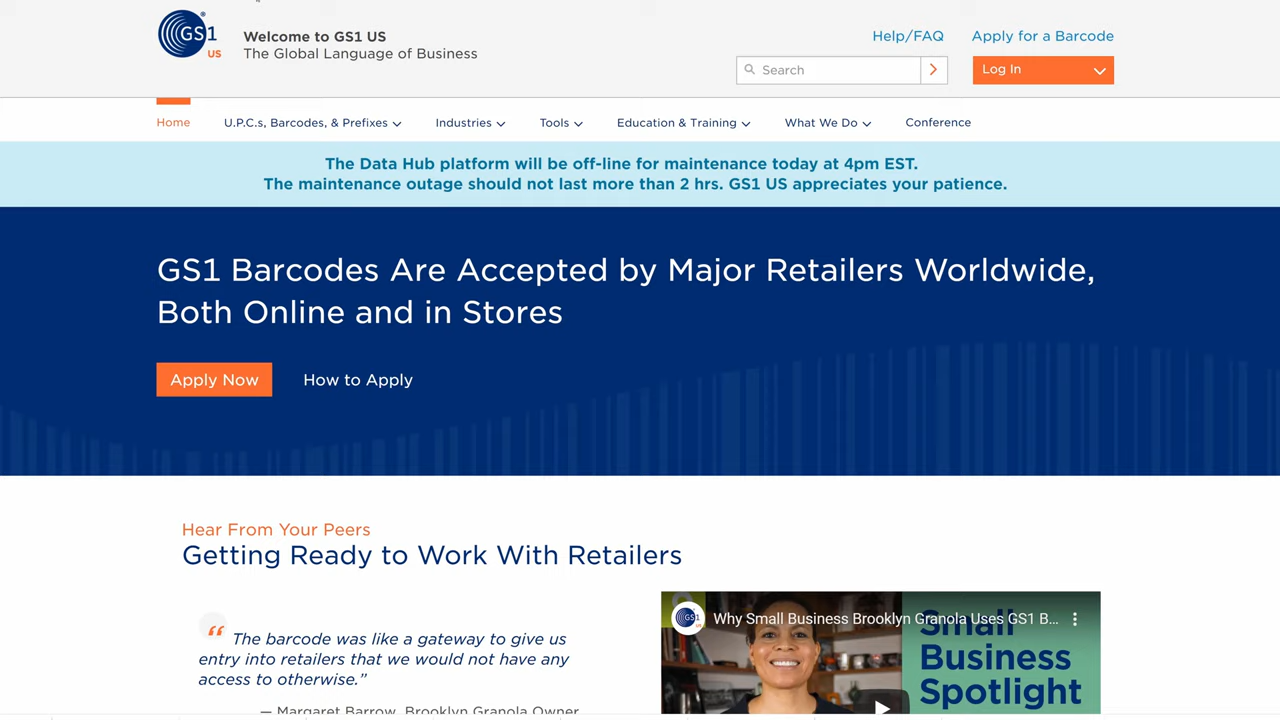 GS1
US
®
Welcome to GS1 US
The Global Language of Business
Help/FAQ
Apply for a Barcode
Search
Log In
Home
U.P.C.s, Barcodes, & Prefixes
Industries
Tools
Education & Training
What We Do
Conference
The Data Hub platform will be off-line for maintenance today at 4pm EST.
The maintenance outage should not last more than 2 hrs. GS1 US appreciates your patience.
GS1 Barcodes Are Accepted by Major Retailers Worldwide,
Both Online and in Stores
Apply Now
How to Apply
Hear From Your Peers
Getting Ready to Work With Retailers
“ The barcode was like a gateway to give us
entry into retailers that we would not have any
access to otherwise.”
— Margaret Barrow, Brooklyn Granola Owner
GS1
Why Small Business Brooklyn Granola Uses GS1 B...
Small
Business
Spotlight